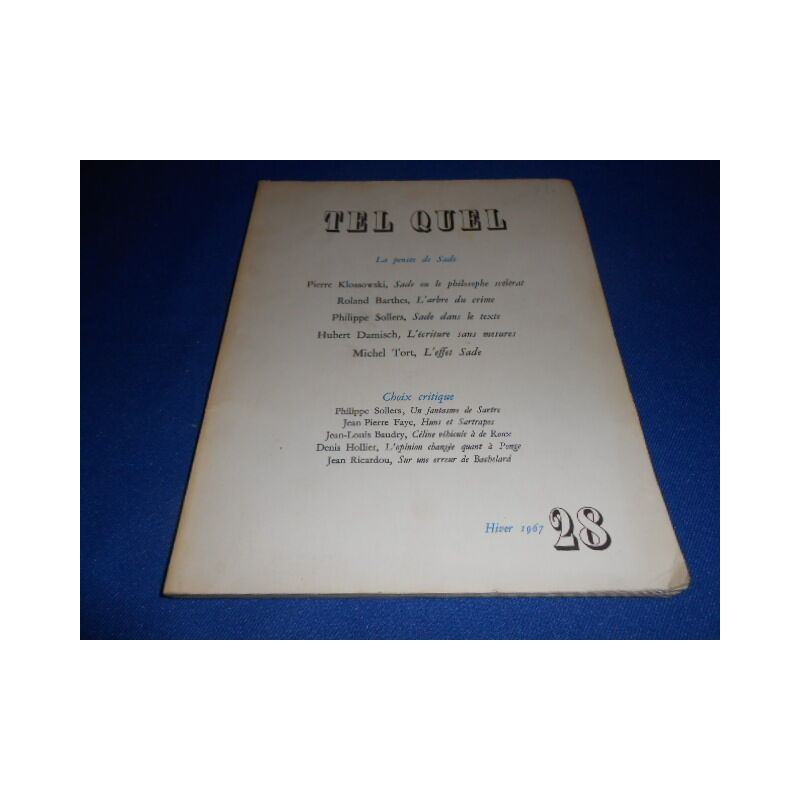 TEL QUEL
La pensée de Sade
Pierre Klossowski, Sade ou le philosophe scélérat
Roland Barthes, L'arbre du crime
Philippe Sollers, Sade dans le texte
Hubert Damisch, L'écriture sans mesures
Michel Tort, L'effet Sade
Choix critique
Philippe Sollers, Un fantasme de Sartre
Jean Pierre Faye, Huns et Sartrapes
Jean-Louis Baudry, Céline véhicule à de Roux
Denis Hollier, L'opinion changée quant à Ponge
Jean Ricardou, Sur une erreur de Bachelard
Hiver 1967 28